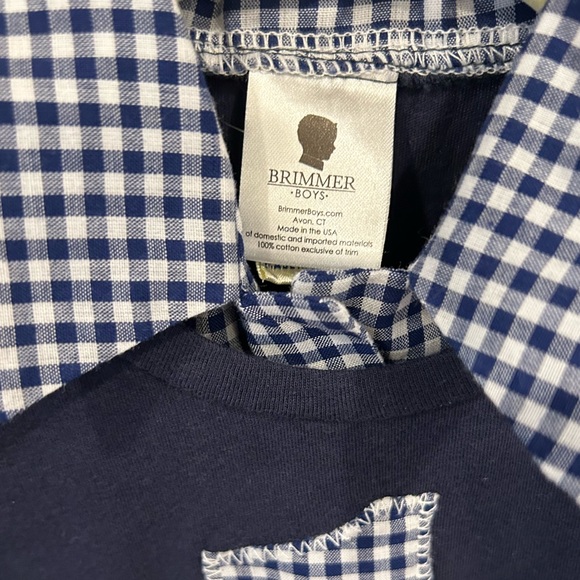 BRIMMER
·BOYS·
BrimmerBoys.com
Avon, CT
Made in the USA
of domestic and imported materials
100% cotton exclusive of trim